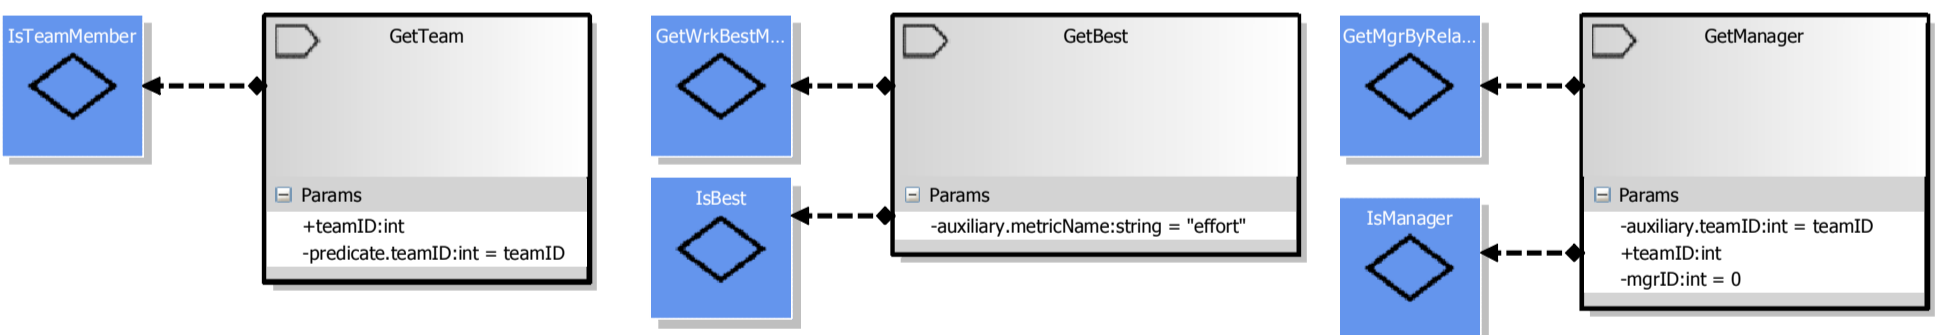 IsTeamMember
GetTeam
Params
+teamID:int
-predicate.teamID:int = teamID
GetWrkBestM...
IsBest
GetBest
Params
-auxiliary.metricName:string = "effort"
GetMgrByRela...
IsManager
GetManager
Params
-auxiliary.teamID:int = teamID
+teamID:int
-mgrID:int = 0